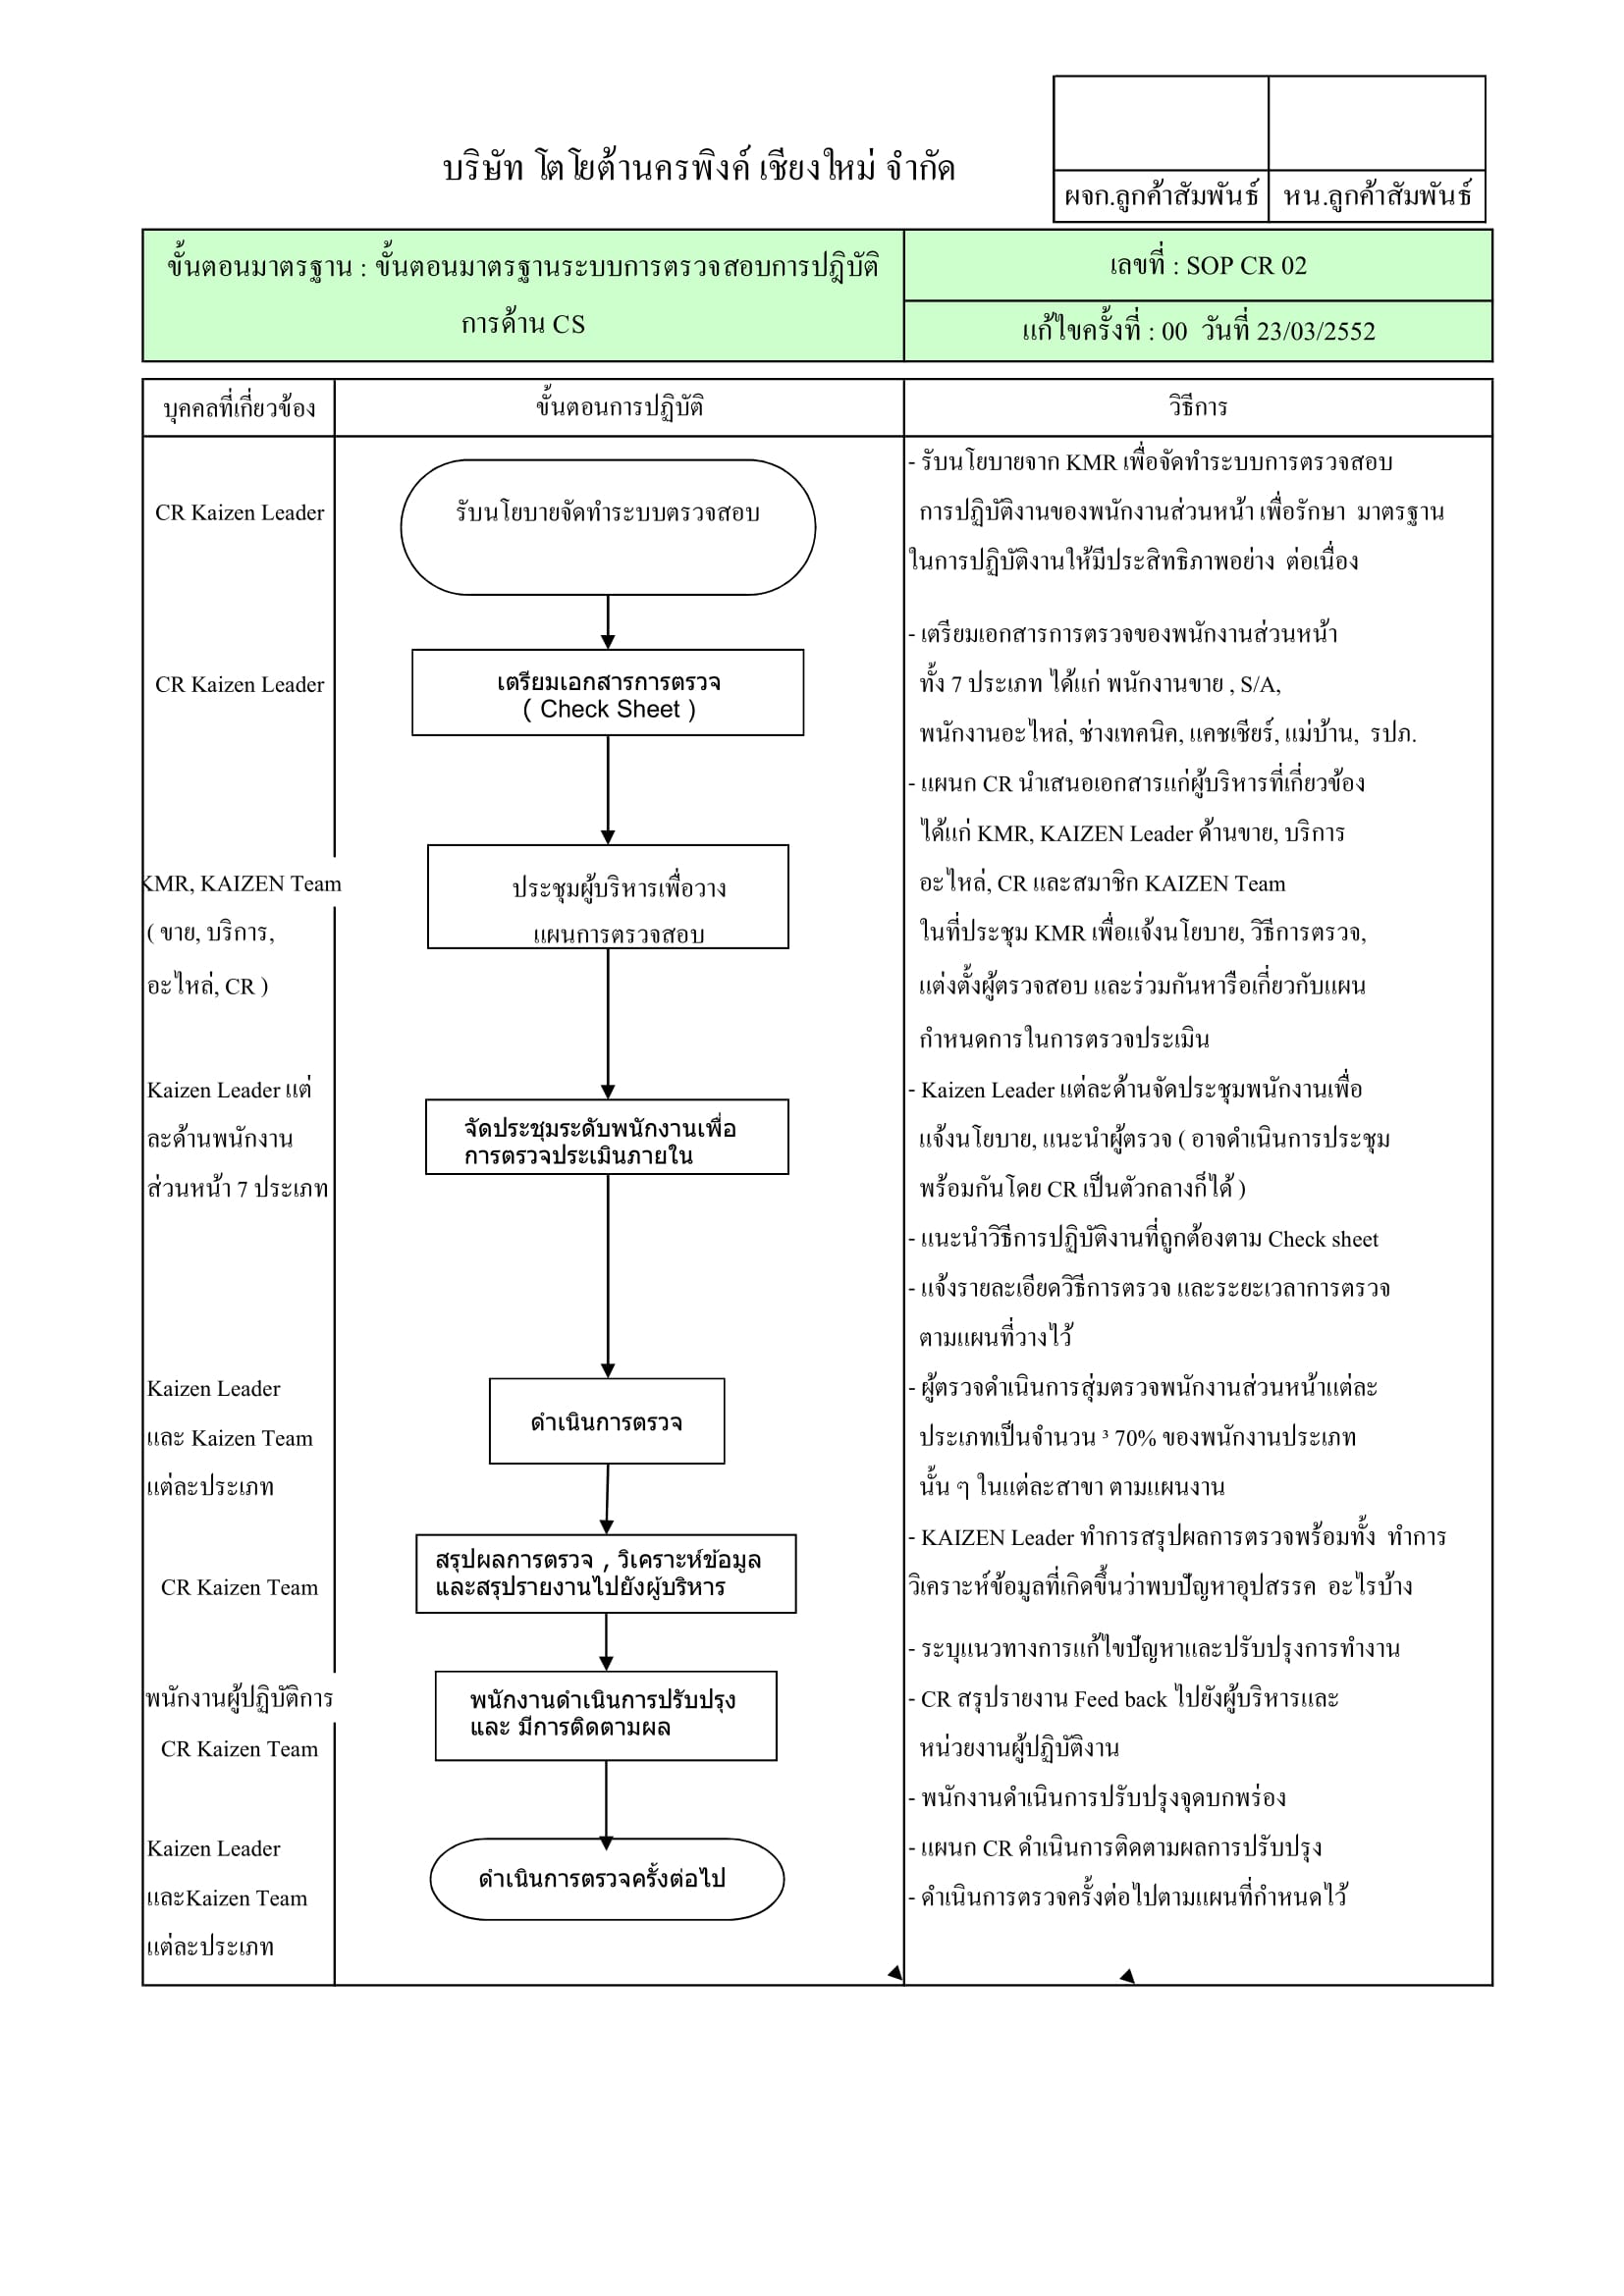 บริษัท โตโยต้านครพิงค์ เชียงใหม่ จำกัด
ผจก.ลูกค้าสัมพันธ์
หน.ลูกค้าสัมพันธ์
ขั้นตอนมาตรฐาน : ขั้นตอนมาตรฐานระบบการตรวจสอบการปฎิบัติ
การด้าน CS
เลขที่ : SOP CR 02
แก้ไขครั้งที่ : 00 วันที่ 23/03/2552
บุคคลที่เกี่ยวข้อง
ขั้นตอนการปฏิบัติ
วิธีการ
CR Kaizen Leader
รับนโยบายจัดทำระบบตรวจสอบ
- รับนโยบายจาก KMR เพื่อจัดทำระบบการตรวจสอบ
การปฏิบัติงานของพนักงานส่วนหน้า เพื่อรักษา มาตรฐาน
ในการปฏิบัติงานให้มีประสิทธิภาพอย่าง ต่อเนื่อง
CR Kaizen Leader
เตรียมเอกสารการตรวจ
( Check Sheet )
- เตรียมเอกสารการตรวจของพนักงานส่วนหน้า
ทั้ง 7 ประเภท ได้แก่ พนักงานขาย , S/A,
พนักงานอะไหล่, ช่างเทคนิค, แคชเชียร์, แม่บ้าน, รปภ.
KMR, KAIZEN Team
( ขาย, บริการ,
อะไหล่, CR )
ประชุมผู้บริหารเพื่อวาง
แผนการตรวจสอบ
- แผนก CR นำเสนอเอกสารแก่ผู้บริหารที่เกี่ยวข้อง
ได้แก่ KMR, KAIZEN Leader ด้านขาย, บริการ
อะไหล่, CR และสมาชิก KAIZEN Team
ในที่ประชุม KMR เพื่อแจ้งนโยบาย, วิธีการตรวจ,
แต่งตั้งผู้ตรวจสอบ และร่วมกันหารือเกี่ยวกับแผน
กำหนดการในการตรวจประเมิน
Kaizen Leader แต่
ละด้านพนักงาน
ส่วนหน้า 7 ประเภท
จัดประชุมระดับพนักงานเพื่อ
การตรวจประเมินภายใน
- Kaizen Leader แต่ละด้านจัดประชุมพนักงานเพื่อ
แจ้งนโยบาย, แนะนำผู้ตรวจ ( อาจดำเนินการประชุม
พร้อมกันโดย CR เป็นตัวกลางก็ได้ )
- แนะนำวิธีการปฏิบัติงานที่ถูกต้องตาม Check sheet
- แจ้งรายละเอียดวิธีการตรวจ และระยะเวลาการตรวจ
ตามแผนที่วางไว้
Kaizen Leader
และ Kaizen Team
แต่ละประเภท
ดำเนินการตรวจ
- ผู้ตรวจดำเนินการสุ่มตรวจพนักงานส่วนหน้าแต่ละ
ประเภทเป็นจำนวน ³ 70% ของพนักงานประเภท
นั้น ๆ ในแต่ละสาขา ตามแผนงาน
CR Kaizen Team
สรุปผลการตรวจ , วิเคราะห์ข้อมูล
และสรุปรายงานไปยังผู้บริหาร
- KAIZEN Leader ทำการสรุปผลการตรวจพร้อมทั้ง ทำการ
วิเคราะห์ข้อมูลที่เกิดขึ้นว่าพบปัญหาอุปสรรค อะไรบ้าง
- ระบุแนวทางการแก้ไขปัญหาและปรับปรุงการทำงาน
พนักงานผู้ปฏิบัติการ
CR Kaizen Team
พนักงานดำเนินการปรับปรุง
และ มีการติดตามผล
- CR สรุปรายงาน Feed back ไปยังผู้บริหารและ
หน่วยงานผู้ปฏิบัติงาน
- พนักงานดำเนินการปรับปรุงจุดบกพร่อง
Kaizen Leader
และKaizen Team
แต่ละประเภท
ดำเนินการตรวจครั้งต่อไป
- แผนก CR ดำเนินการติดตามผลการปรับปรุง
- ดำเนินการตรวจครั้งต่อไปตามแผนที่กำหนดไว้